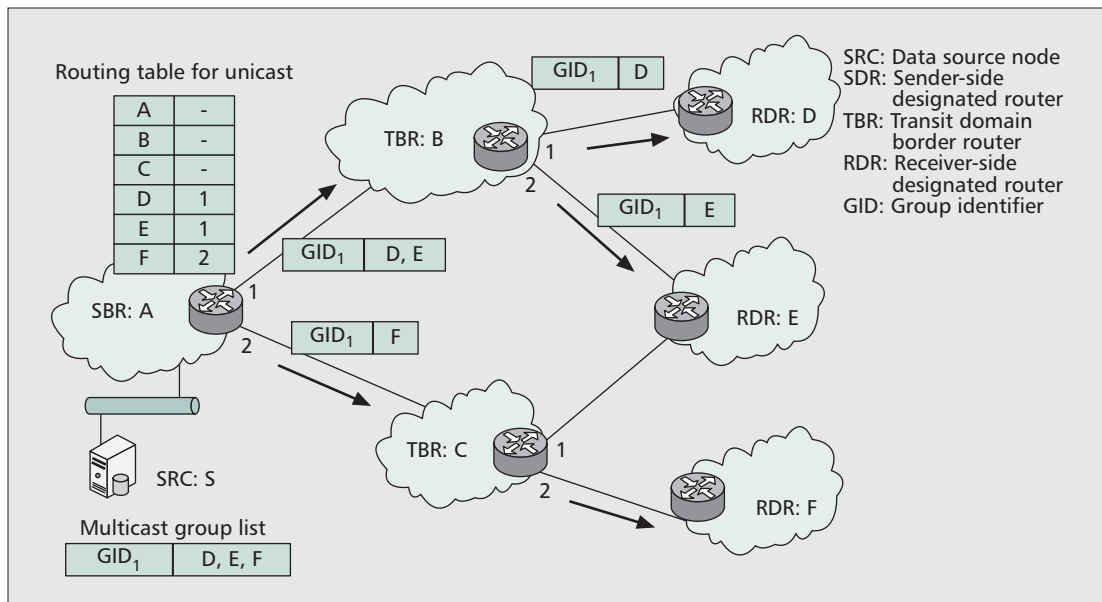 Routing table for unicast
A -
B -
C -
D 1
E 1
F 2
GID1 D
SRC: Data source node
SDR: Sender-side
designated router
TBR: Transit domain
border router
RDR: Receiver-side
designated router
GID: Group identifier
TBR: B
1
2
RDR: D
GID1 E
GID1 D, E
SBR: A
1
2
GID1 F
RDR: E
TBR: C
1
2
SRC: S
RDR: F
Multicast group list
GID1 D, E, F